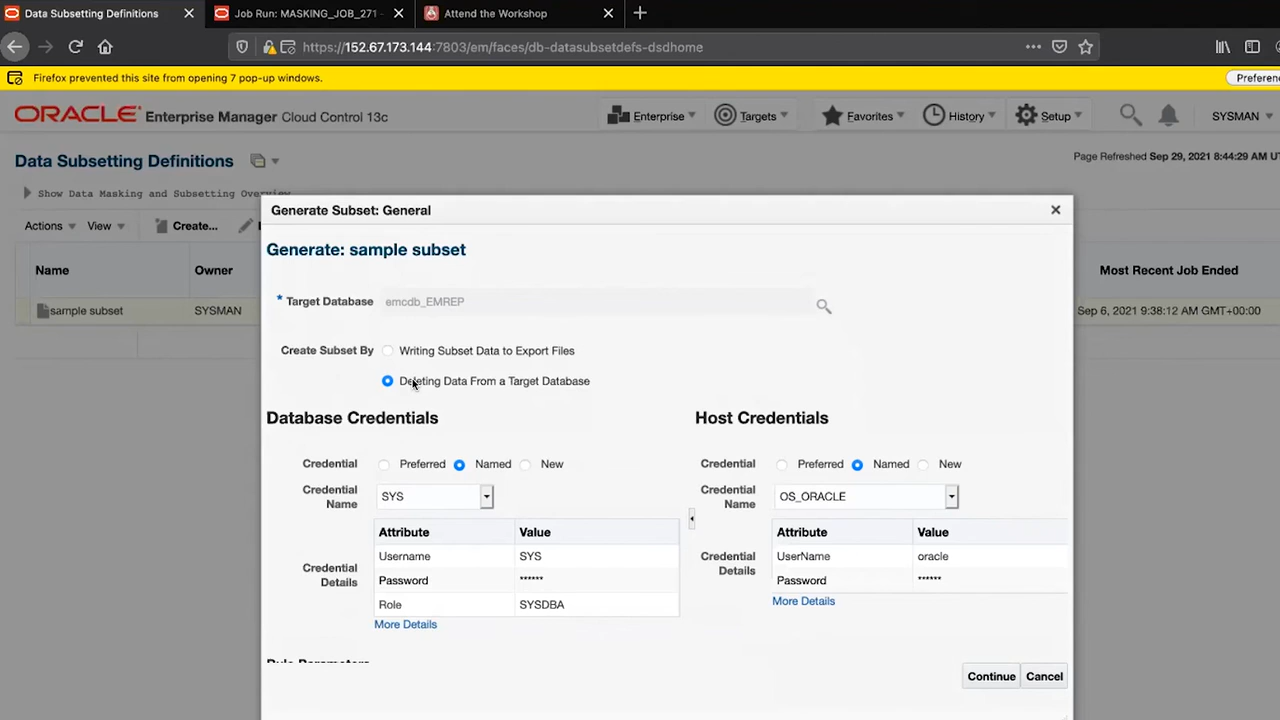 Data Subsetting Definitions
Job Run: MASKING_JOB_271
Attend the Workshop
https://152.67.173.144:7803/em/faces/db-datasubsetdefs-dsdhome
Firefox prevented this site from opening 7 pop-up windows.
ORACLE Enterprise Manager Cloud Control 13c
Enterprise
Targets
Favorites
History
Setup
SYSMAN
Data Subsetting Definitions
Page Refreshed Sep 29, 2021 8:44:29 AM
Show Data Masking and Subsetting
Actions View Create...
Name Owner Most Recent Job Ended
sample subset SYSMAN Sep 6, 2021 9:38:12 AM GMT+00:00
Generate Subset: General
Generate: sample subset
* Target Database emcdb_EMREP
Create Subset By Writing Subset Data to Export Files
Deleting Data From a Target Database
Database Credentials
Credential Preferred Named New
Credential Name SYS
Credential Details
Attribute Value
Username SYS
Password ******
Role SYSDBA
More Details
Host Credentials
Credential Preferred Named New
Credential Name OS_ORACLE
Credential Details
Attribute Value
UserName oracle
Password ******
More Details
Rule Parameters
Continue Cancel